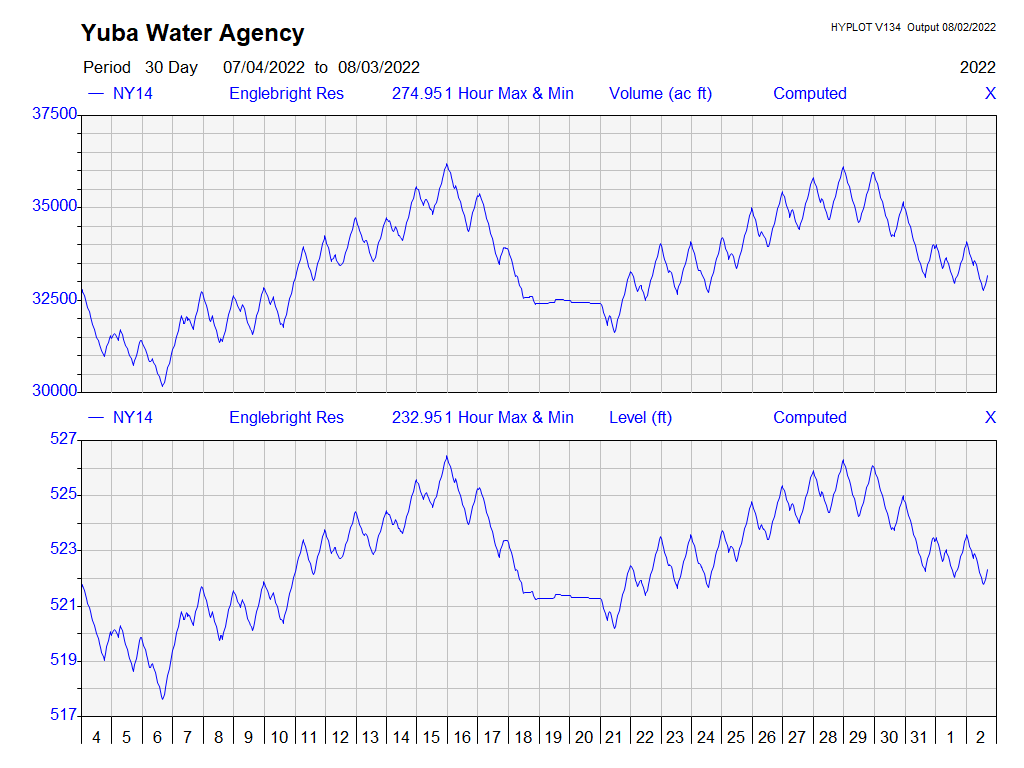 Yuba Water Agency
HYPLOT V134 Output 08/02/2022
Period 30 Day 07/04/2022 to 08/03/2022 2022
NY14 Englebright Res 274.951 Hour Max & Min Volume (ac ft) Computed X
37500
35000
32500
30000
NY14 Englebright Res 232.951 Hour Max & Min Level (ft) Computed X
527
525
523
521
519
517
4 5 6 7 8 9 10 11 12 13 14 15 16 17 18 19 20 21 22 23 24 25 26 27 28 29 30 31 1 2